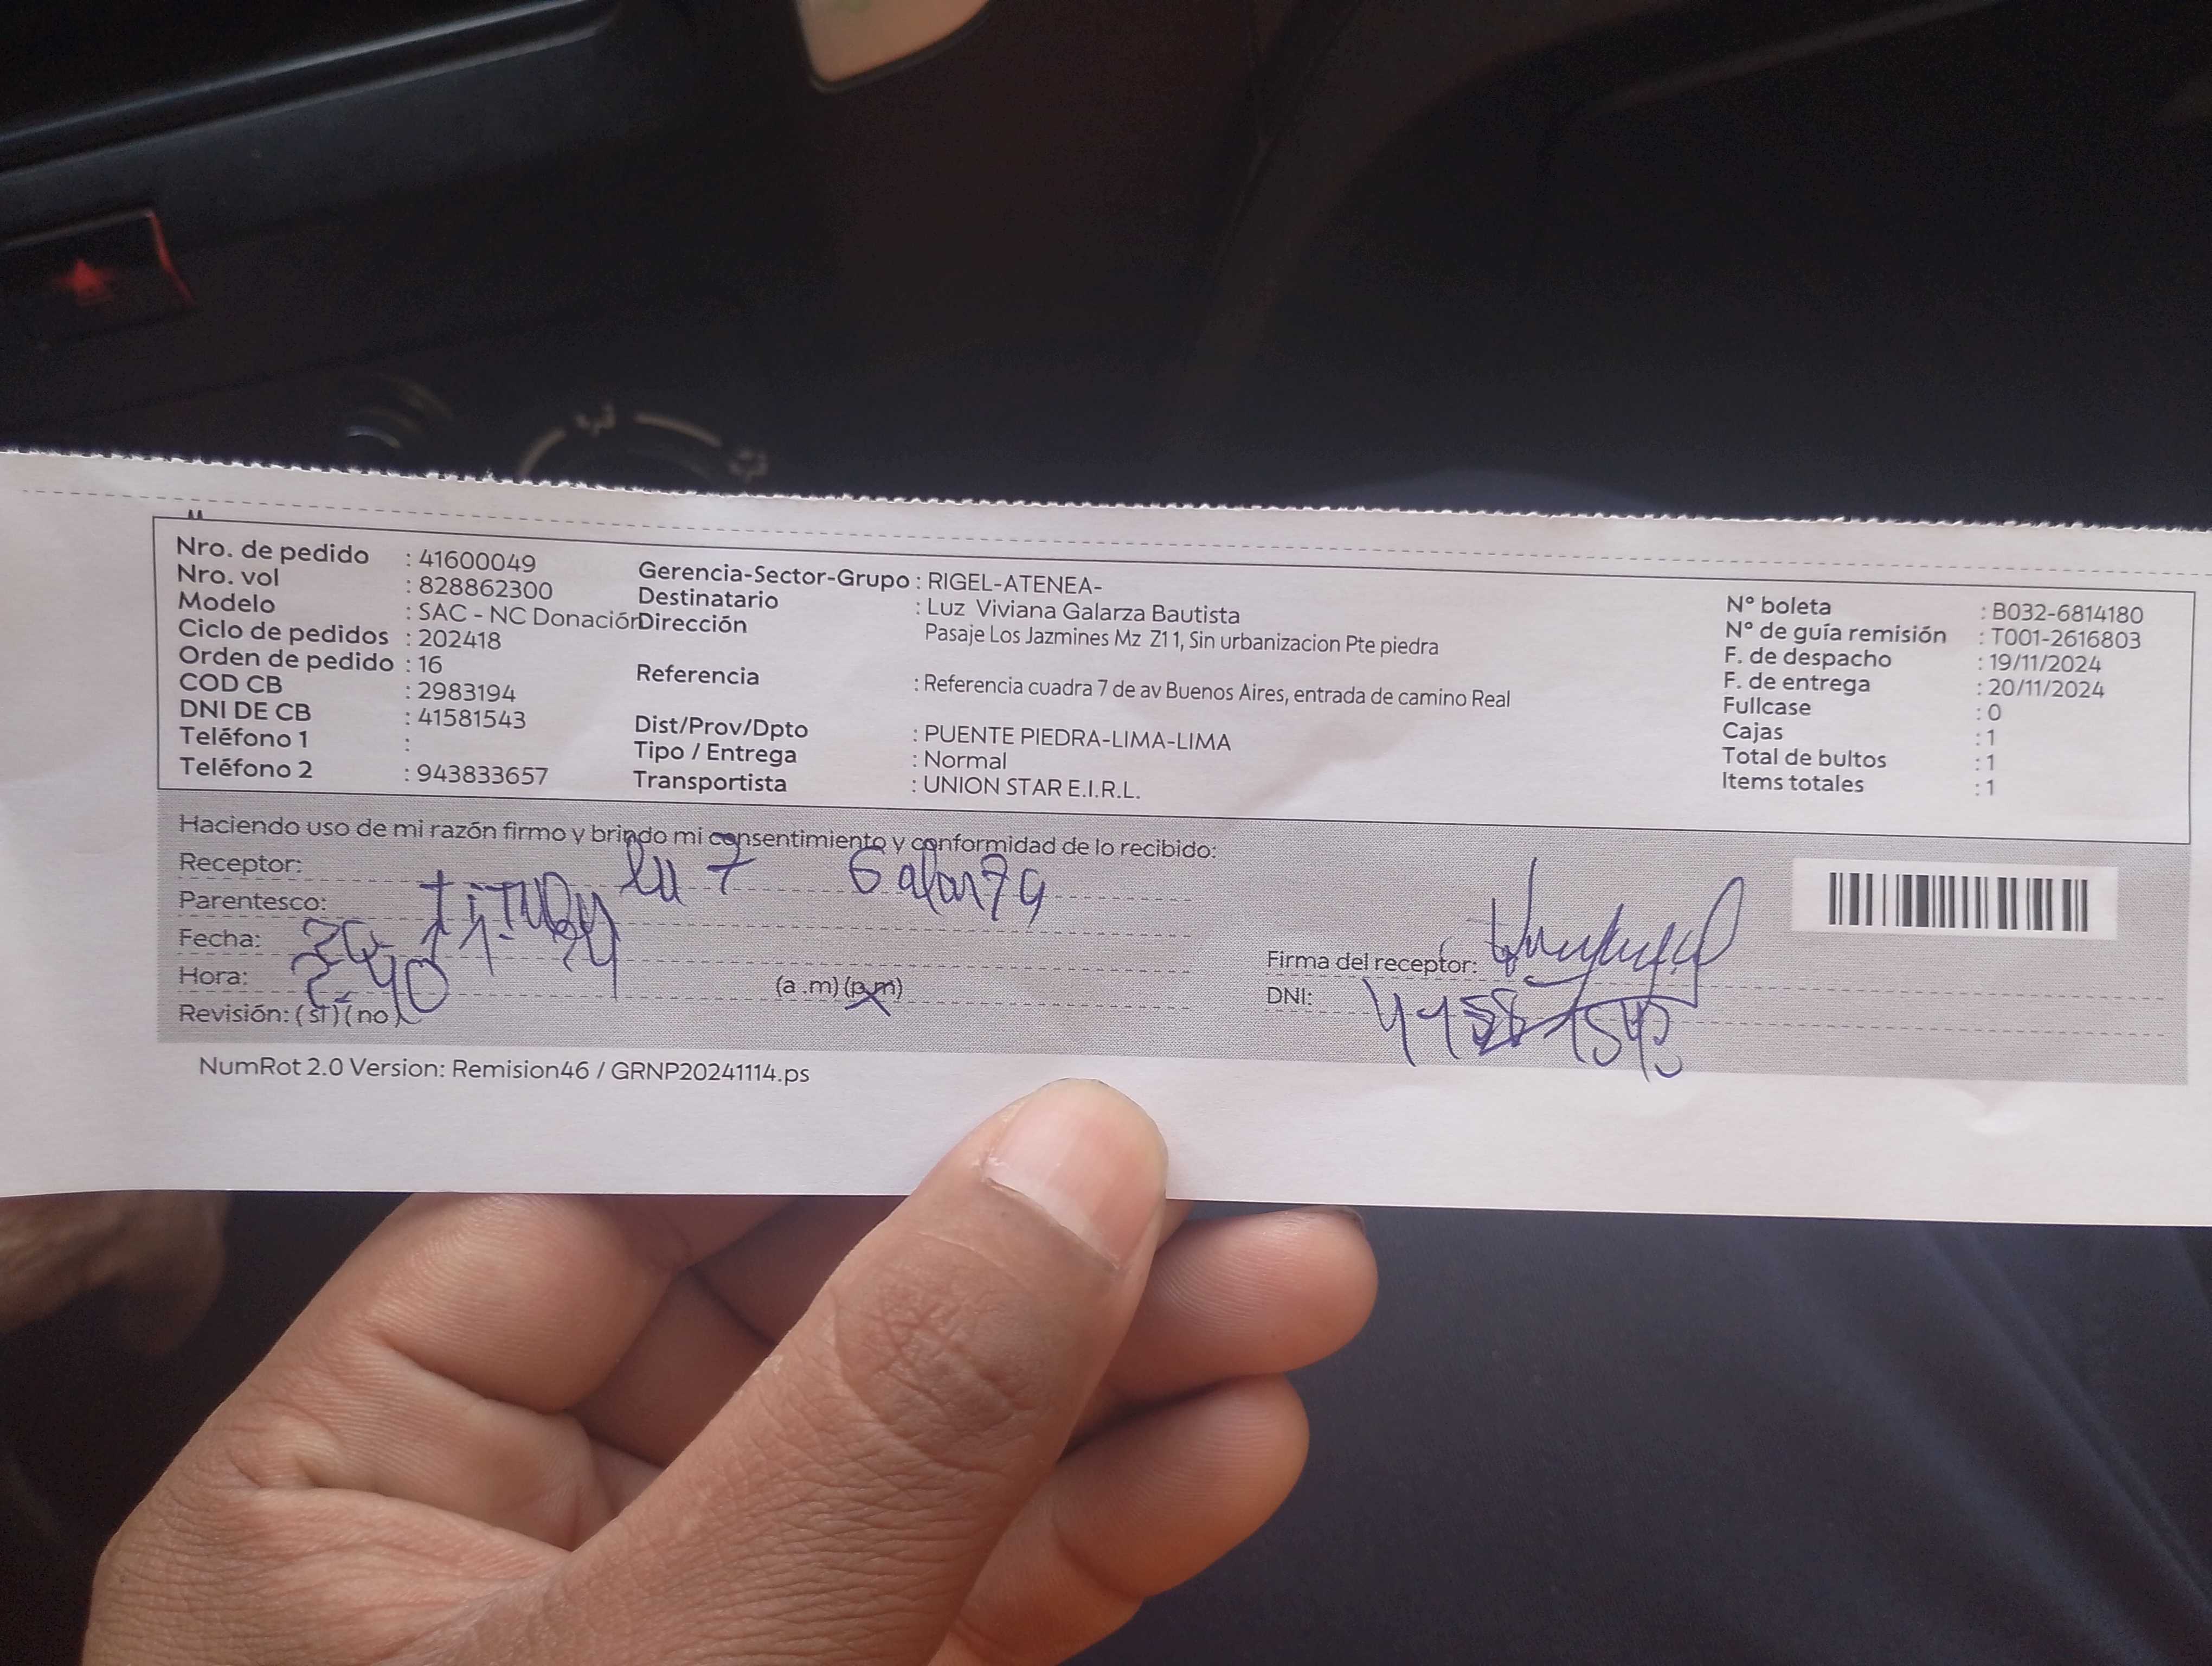 Nro. de pedido : 41600049
Nro. vol : 828862300
Modelo : SAC - NC Donación
Ciclo de pedidos : 202418
Orden de pedido : 16
COD CB : 2983194
DNI DE CB : 41581543
Teléfono 1 :
Teléfono 2 : 943833657
Gerencia-Sector-Grupo : RIGEL-ATENEA-
Destinatario : Luz Viviana Galarza Bautista
Dirección Pasaje Los Jazmines Mz Z11, Sin urbanizacion Pte piedra
Referencia : Referencia cuadra 7 de av Buenos Aires, entrada de camino Real
Dist/Prov/Dpto : PUENTE PIEDRA-LIMA-LIMA
Tipo / Entrega : Normal
Transportista : UNION STAR E.I.R.L.
N° boleta : B032-6814180
N° de guía remisión : T001-2616803
F. de despacho : 19/11/2024
F. de entrega : 20/11/2024
Fullcase : 0
Cajas : 1
Total de bultos : 1
Items totales : 1
Haciendo uso de mi razón firmo y brindo mi consentimiento y conformidad de lo recibido:
Receptor: luz Galarza
Parentesco:
Fecha:
Hora: 2:40 (a .m) (p.m)
Revisión: (si) (no)
Firma del receptor:
DNI: 41581543
NumRot 2.0 Version: Remision46 / GRNP20241114.ps